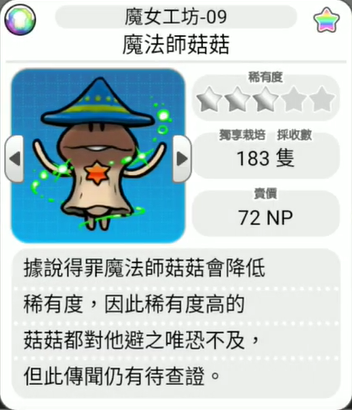 魔女工坊-09
魔法師菇菇
稀有度
獨享栽培 採收數
183 隻
賣價
72 NP
據說得罪魔法師菇菇會降低
稀有度，因此稀有度高的
菇菇都對他避之唯恐不及，
但此傳聞仍有待查證。